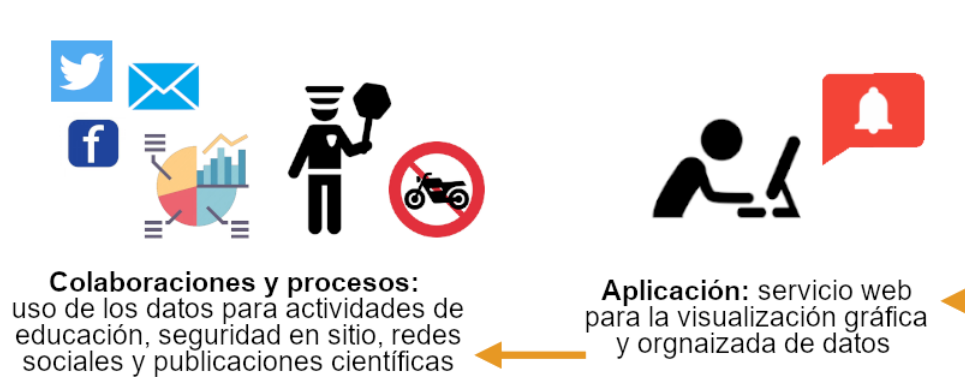 Colaboraciones y procesos:
uso de los datos para actividades de
educación, seguridad en sitio, redes
sociales y publicaciones científicas
Aplicación: servicio web
para la visualización gráfica
y orgnaizada de datos